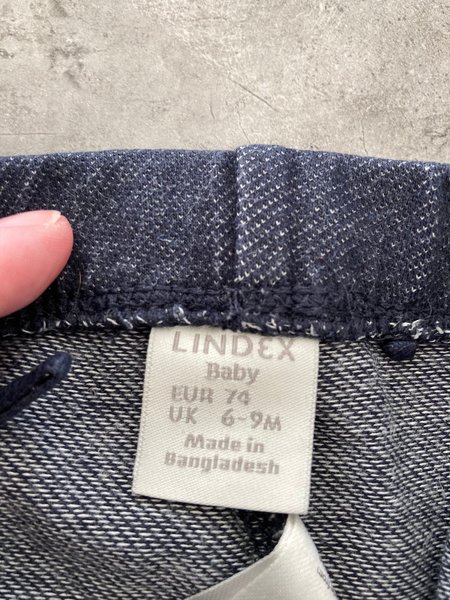 LINDEX
Baby
EUR 74
UK 6-9M
Made in
Bangladesh